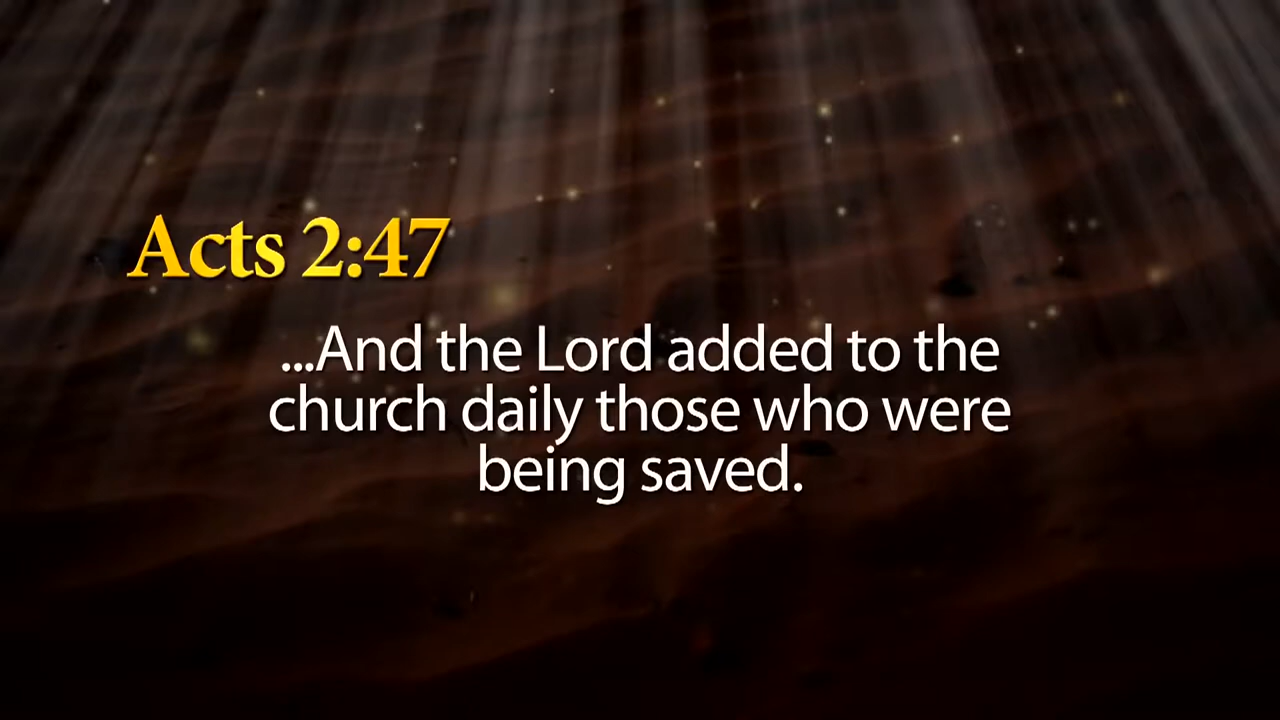 Acts 2:47
...And the Lord added to the
church daily those who were
being saved.